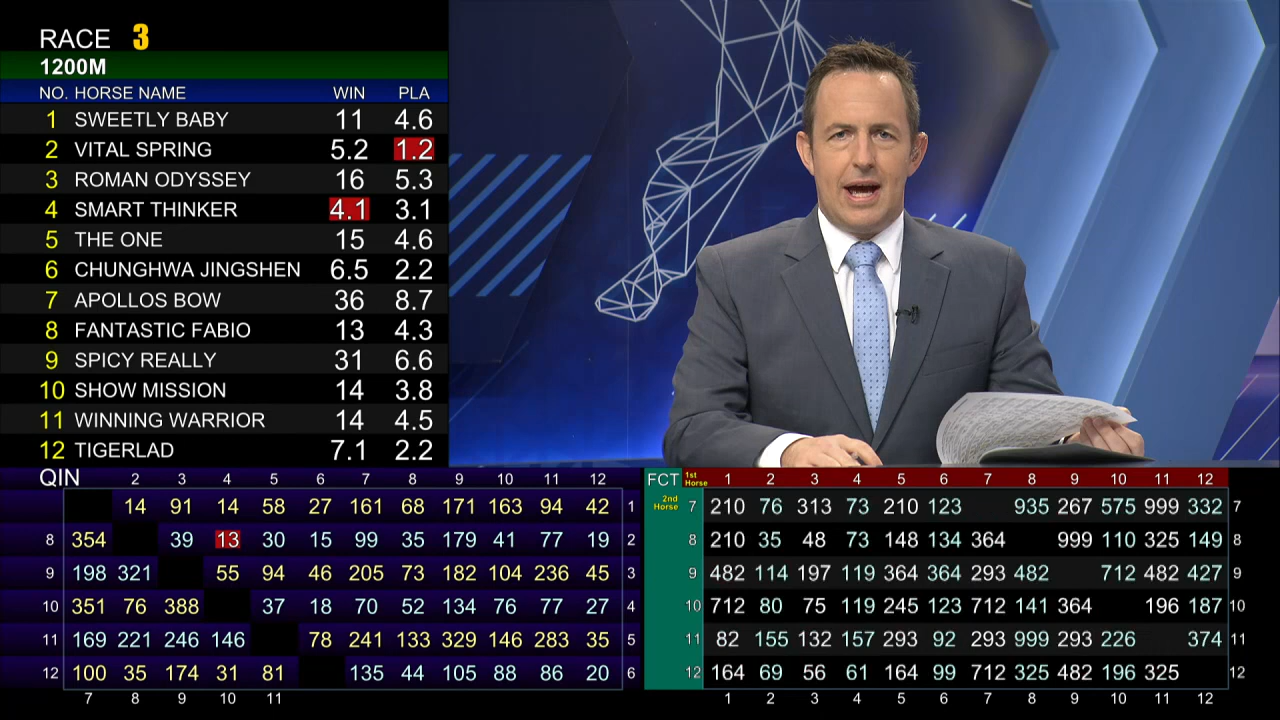 RACE 3
1200M
NO. HORSE NAME WIN PLA
1 SWEETLY BABY 11 4.6
2 VITAL SPRING 5.2 1.2
3 ROMAN ODYSSEY 16 5.3
4 SMART THINKER 4.1 3.1
5 THE ONE 15 4.6
6 CHUNGHWA JINGSHEN 6.5 2.2
7 APOLLOS BOW 36 8.7
8 FANTASTIC FABIO 13 4.3
9 SPICY REALLY 31 6.6
10 SHOW MISSION 14 3.8
11 WINNING WARRIOR 14 4.5
12 TIGERLAD 7.1 2.2
QIN 2 3 4 5 6 7 8 9 10 11 12
14 91 14 58 27 161 68 171 163 94 42 1
8 354 39 13 30 15 99 35 179 41 77 19 2
9 198 321 55 94 46 205 73 182 104 236 45 3
10 351 76 388 37 18 70 52 134 76 77 27 4
11 169 221 246 146 78 241 133 329 146 283 35 5
12 100 35 174 31 81 135 44 105 88 86 20 6
7 8 9 10 11
FCT 1st Horse 1 2 3 4 5 6 7 8 9 10 11 12
2nd Horse 7 210 76 313 73 210 123 935 267 575 999 332 7
8 210 35 48 73 148 134 364 999 110 325 149 8
9 482 114 197 119 364 364 293 482 712 482 427 9
10 712 80 75 119 245 123 712 141 364 196 187 10
11 82 155 132 157 293 92 293 999 293 226 374 11
12 164 69 56 61 164 99 712 325 482 196 325 12
1 2 3 4 5 6 7 8 9 10 11 12